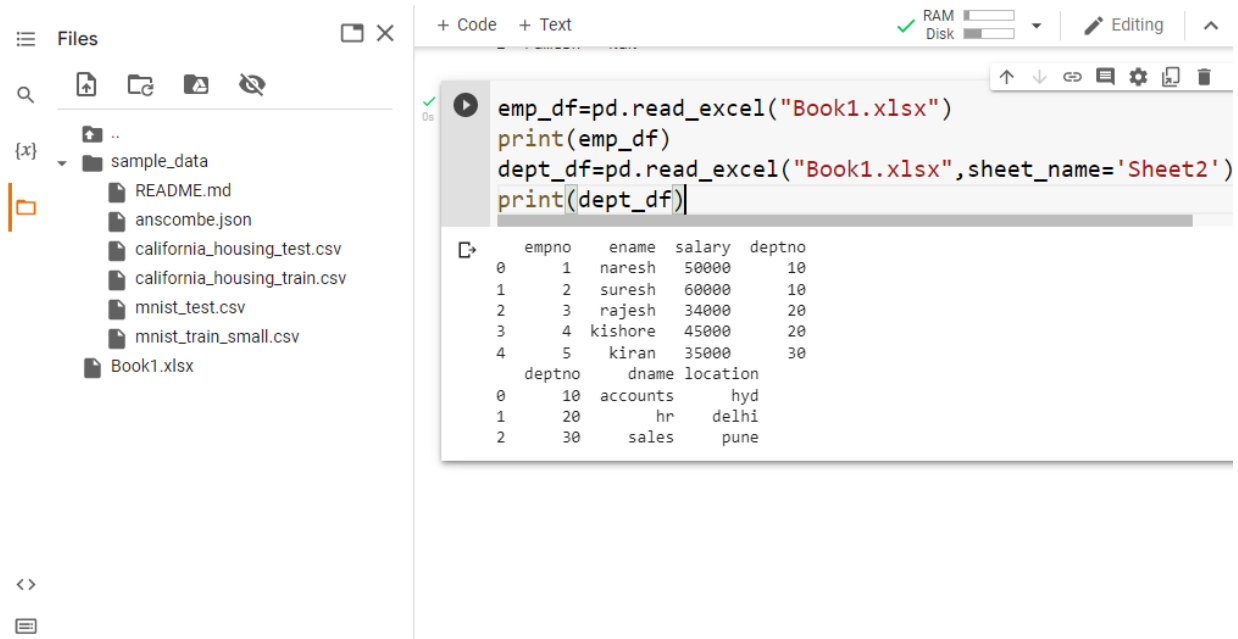 Files
{x}
..
sample_data
README.md
anscombe.json
california_housing_test.csv
california_housing_train.csv
mnist_test.csv
mnist_train_small.csv
Book1.xlsx
+ Code + Text
RAM
Disk
Editing
0s
emp_df=pd.read_excel("Book1.xlsx")
print(emp_df)
dept_df=pd.read_excel("Book1.xlsx",sheet_name='Sheet2')
print(dept_df)
empno ename salary deptno
0 1 naresh 50000 10
1 2 suresh 60000 10
2 3 rajesh 34000 20
3 4 kishore 45000 20
4 5 kiran 35000 30
deptno dname location
0 10 accounts hyd
1 20 hr delhi
2 30 sales pune